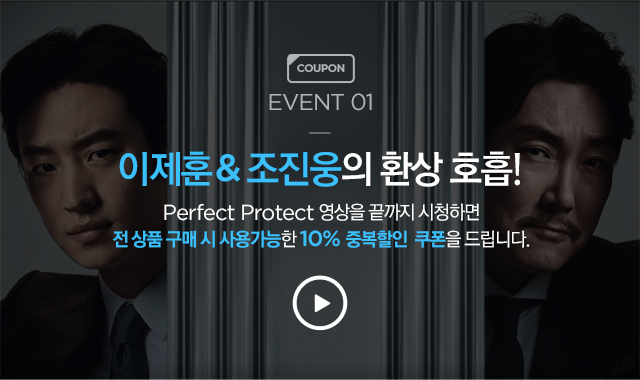 COUPON
EVENT 01
이제훈 & 조진웅의 환상 호흡!
Perfect Protect 영상을 끝까지 시청하면
전 상품 구매 시 사용가능한 10% 중복할인 쿠폰을 드립니다.